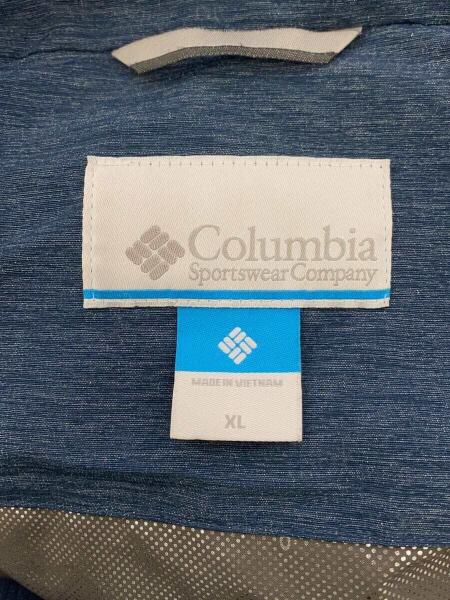 Columbia
Sportswear Company
MADE IN VIETNAM
XL